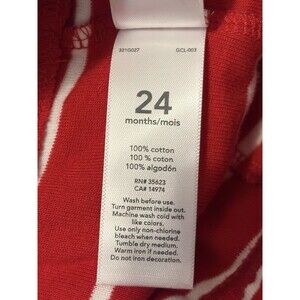 321G027 GCL-003
24
months/mois
100% cotton
100 % coton
100% algodón
RN# 35623
CA# 14974
Wash before use.
Turn garment inside out.
Machine wash cold with
like colors.
Use only non-chlorine
bleach when needed.
Tumble dry medium.
Warm iron if needed.
Do not iron decoration.